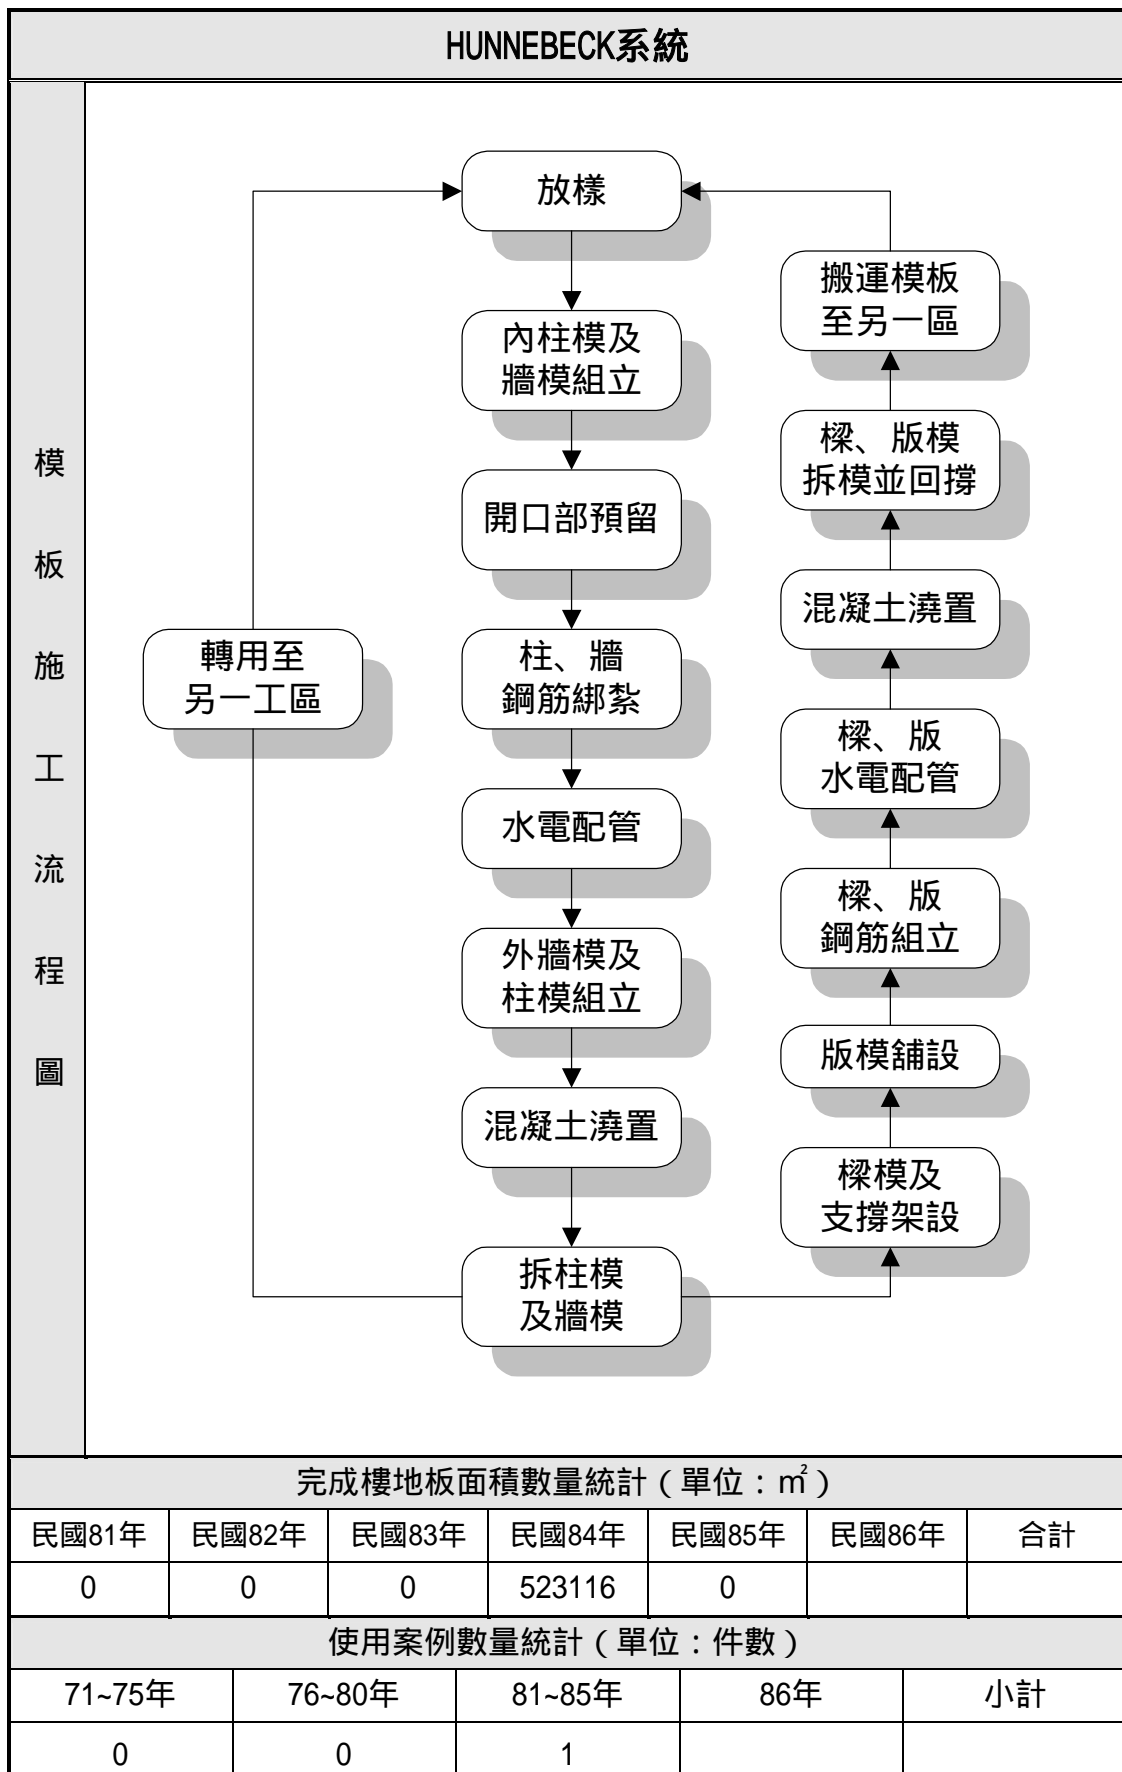 HUNNEBECK系統
模
板
施
工
流
程
圖
放樣
內柱模及
牆模組立
開口部預留
柱、牆
鋼筋綁紮
水電配管
外牆模及
柱模組立
混凝土澆置
拆柱模
及牆模
轉用至
另一工區
搬運模板
至另一區
樑、版模
拆模並回撐
混凝土澆置
樑、版
水電配管
樑、版
鋼筋組立
版模舖設
樑模及
支撐架設
完成樓地板面積數量統計（單位：㎡）
民國81年 民國82年 民國83年 民國84年 民國85年 民國86年 合計
0 0 0 523116 0
使用案例數量統計（單位：件數）
71~75年 76~80年 81~85年 86年 小計
0 0 1